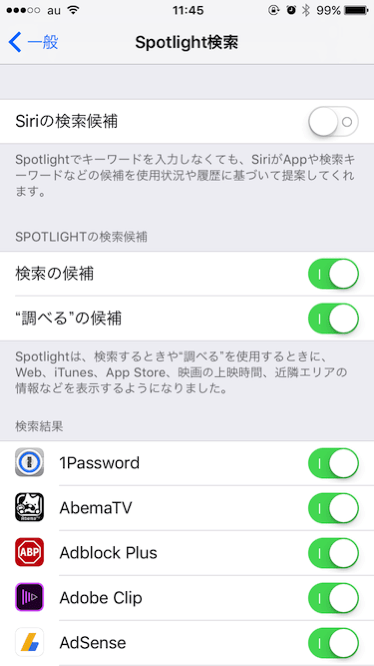 au 11:45 99%
一般 Spotlight検索
Siriの検索候補
Spotlightでキーワードを入力しなくても、SiriがAppや検索キ
ーワードなどの候補を使用状況や履歴に基づいて提案してくれ
ます。
SPOTLIGHTの検索候補
検索の候補
“調べる”の候補
Spotlightは、検索するときや“調べる”を使用するときに、
Web、iTunes、App Store、映画の上映時間、近隣エリアの
情報などを表示するようになりました。
検索結果
1Password
AbemaTV
ABP Adblock Plus
Adobe Clip
AdSense